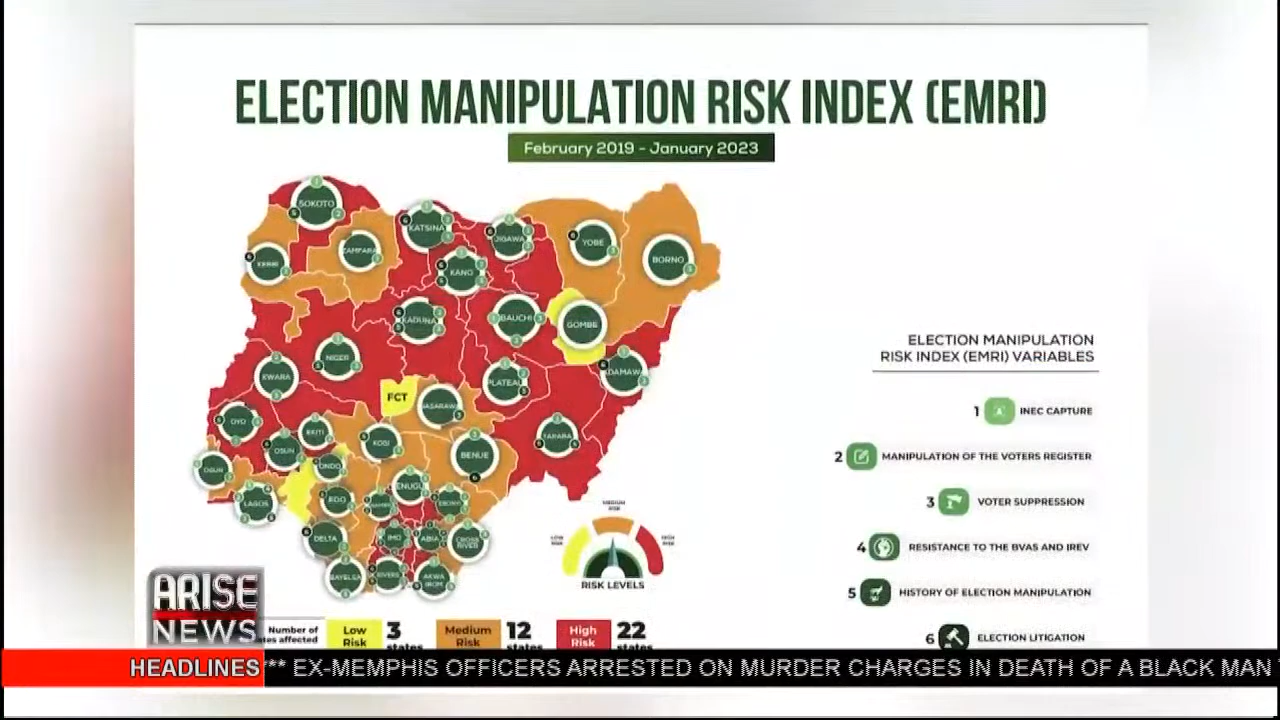 ELECTION MANIPULATION RISK INDEX (EMRI)
February 2019 - January 2023
SOKOTO
KATSINA
JIGAWA
YOBE
BORNO
ZAMFARA
KEBBI
KANO
KADUNA
BAUCHI
GOMBE
NIGER
ADAMAWA
KWARA
PLATEAU
FCT
NASARAWA
OYO
EKITI
OSUN
KOGI
TARABA
BENUE
OGUN
ONDO
ENUGU
LAGOS
EDO
EBONYI
DELTA
IMO
ABIA
CROSS
RIVER
BAYELSA
RIVERS
AKWA
IBOM
ELECTION MANIPULATION
RISK INDEX (EMRI) VARIABLES
1 INEC CAPTURE
2 MANIPULATION OF THE VOTERS REGISTER
3 VOTER SUPPRESSION
4 RESISTANCE TO THE BVAS AND IREV
5 HISTORY OF ELECTION MANIPULATION
6 ELECTION LITIGATION
MEDIUM
RISK
LOW
RISK
HIGH
RISK
RISK LEVELS
Number of
states affected
Low
Risk
3
states
Medium
Risk
12
states
High
Risk
22
states
ARISE
NEWS
HEADLINES
*** EX-MEMPHIS OFFICERS ARRESTED ON MURDER CHARGES IN DEATH OF A BLACK MAN